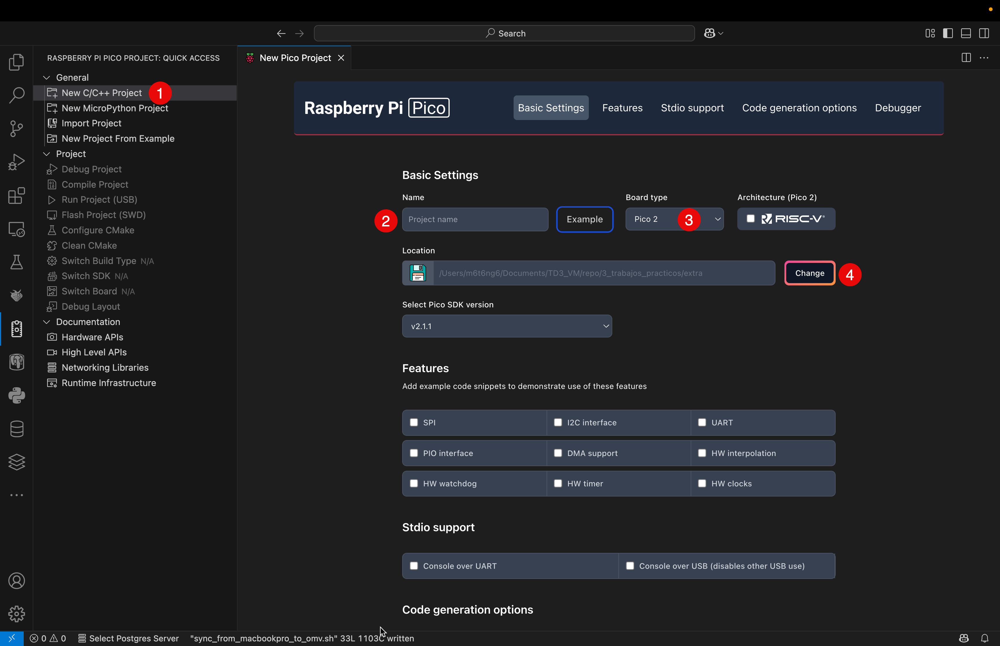 Search
RASPBERRY PI PICO PROJECT: QUICK ACCESS
General
New C/C++ Project 1
New MicroPython Project
Import Project
New Project From Example
Project
Debug Project
Compile Project
Run Project (USB)
Flash Project (SWD)
Configure CMake
Clean CMake
Switch Build Type N/A
Switch SDK N/A
Switch Board N/A
Debug Layout
Documentation
Hardware APIs
High Level APIs
Networking Libraries
Runtime Infrastructure
New Pico Project
Raspberry Pi Pico
Basic Settings Features Stdio support Code generation options Debugger
Basic Settings
Name Board type Architecture (Pico 2)
2 Project name Example Pico 2 3 RISC-V®
Location
/Users/m6t6ng6/Documents/TD3_VM/repo/3_trabajos_practicos/extra Change 4
Select Pico SDK version
v2.1.1
Features
Add example code snippets to demonstrate use of these features
SPI I2C interface UART
PIO interface DMA support HW interpolation
HW watchdog HW timer HW clocks
Stdio support
Console over UART Console over USB (disables other USB use)
Code generation options
0 0 Select Postgres Server "sync_from_macbookpro_to_omv.sh" 33L 1103C written